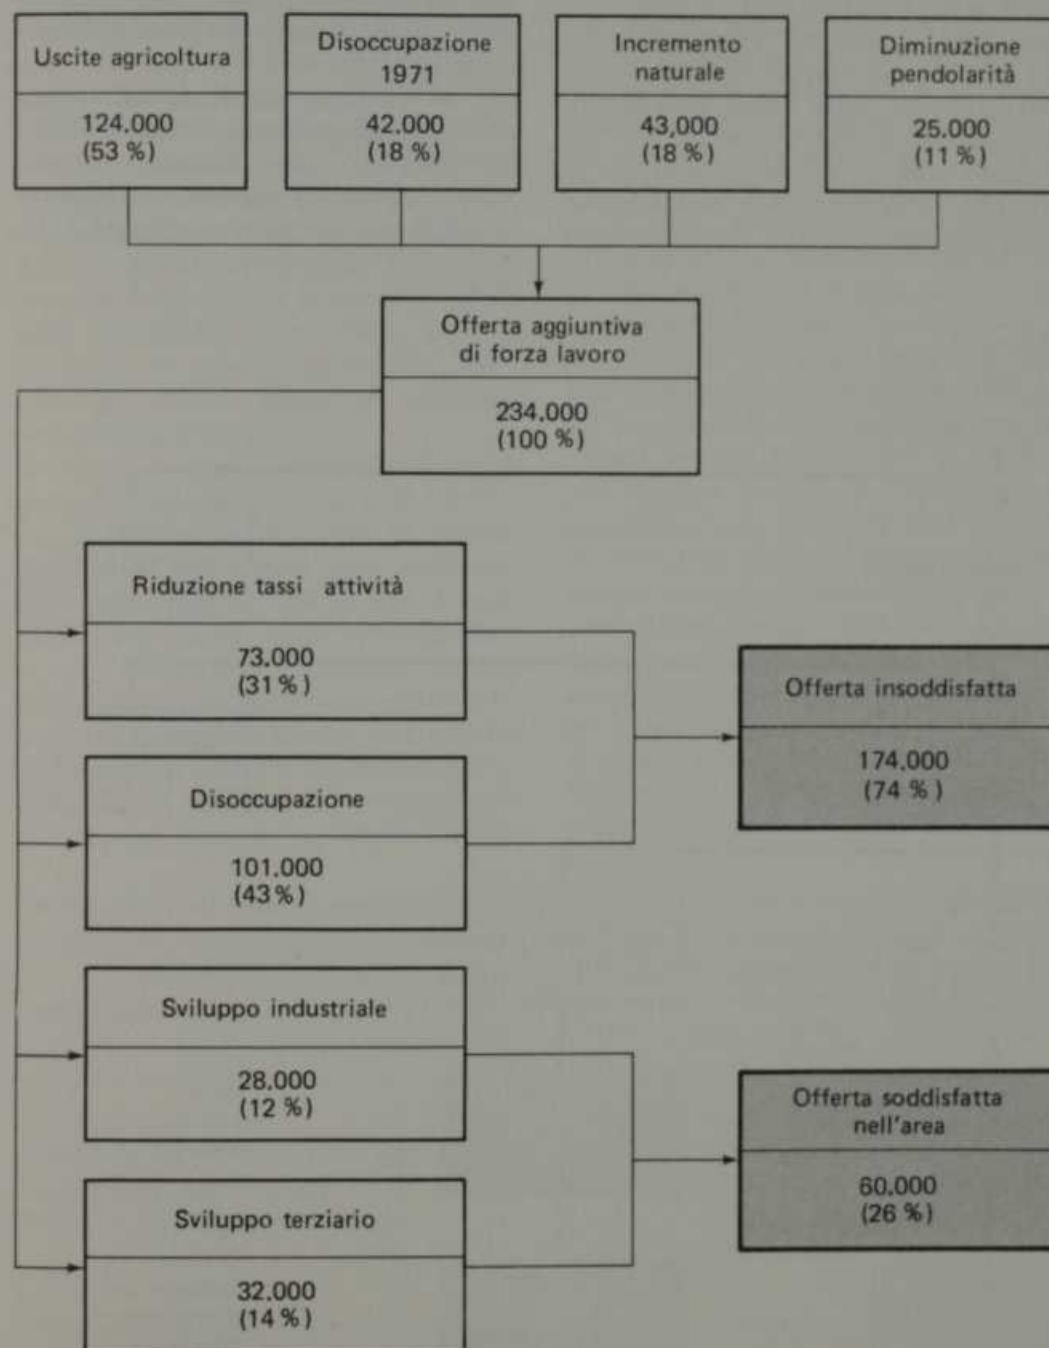 Uscite agricoltura
124.000
(53 %)
Disoccupazione
1971
42.000
(18 %)
Incremento
naturale
43,000
(18 %)
Diminuzione
pendolarità
25.000
(11 %)
Offerta aggiuntiva
di forza lavoro
234.000
(100 %)
Riduzione tassi attività
73.000
(31 %)
Offerta insoddisfatta
174.000
(74 %)
Disoccupazione
101.000
(43 %)
Sviluppo industriale
28.000
(12 %)
Offerta soddisfatta
nell'area
60.000
(26 %)
Sviluppo terziario
32.000
(14 %)